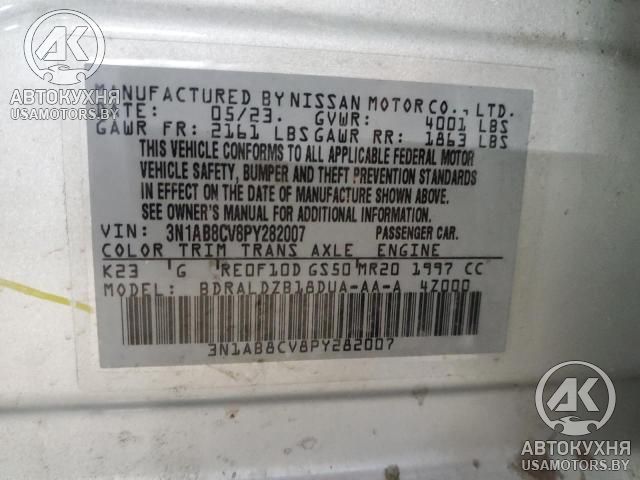 АВТОКУХНЯ
USAMOTORS.BY
MANUFACTURED BY NISSAN MOTOR CO., LTD.
DATE: 05/23. GVWR: 4001 LBS
GAWR FR: 2161 LBS GAWR RR: 1863 LBS
THIS VEHICLE CONFORMS TO ALL APPLICABLE FEDERAL MOTOR
VEHICLE SAFETY, BUMPER AND THEFT PREVENTION STANDARDS
IN EFFECT ON THE DATE OF MANUFACTURE SHOWN ABOVE.
SEE OWNER'S MANUAL FOR ADDITIONAL INFORMATION.
VIN: 3N1AB8CV8PY282007 PASSENGER CAR.
COLOR TRIM TRANS AXLE ENGINE
K23 G RE0F10D GS50 MR20 1997 CC
MODEL: BDRALDZB18DUA-AA-A 4Z000
3N1AB8CV8PY282007
АК
АВТОКУХНЯ
USAMOTORS.BY